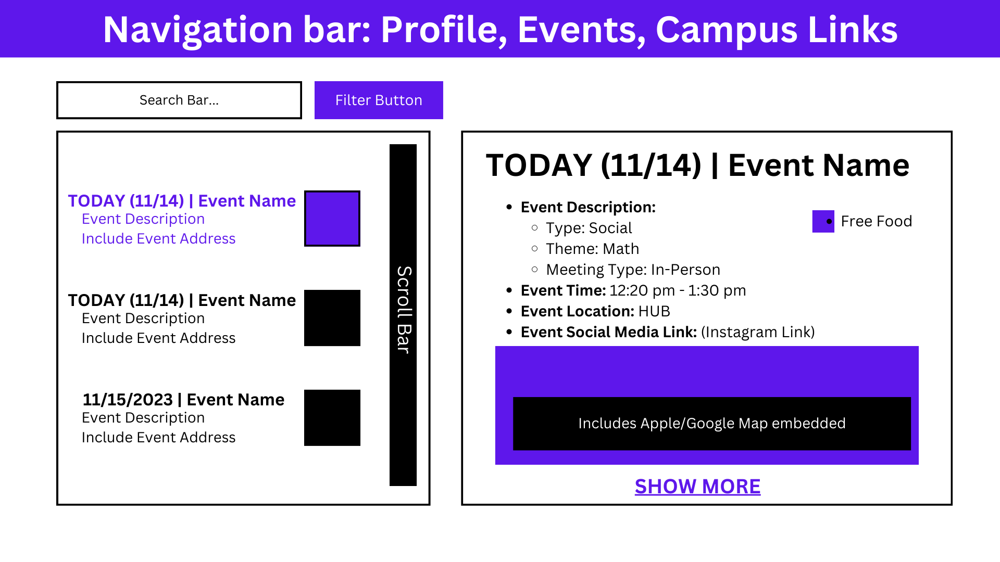 Navigation bar: Profile, Events, Campus Links
Search Bar...
Filter Button
TODAY (11/14) | Event Name
Event Description
Include Event Address
TODAY (11/14) | Event Name
Event Description
Include Event Address
11/15/2023 | Event Name
Event Description
Include Event Address
Scroll Bar
TODAY (11/14) | Event Name
• Event Description:
○ Type: Social
○ Theme: Math
○ Meeting Type: In-Person
• Event Time: 12:20 pm - 1:30 pm
• Event Location: HUB
• Event Social Media Link: (Instagram Link)
• Free Food
Includes Apple/Google Map embedded
SHOW MORE